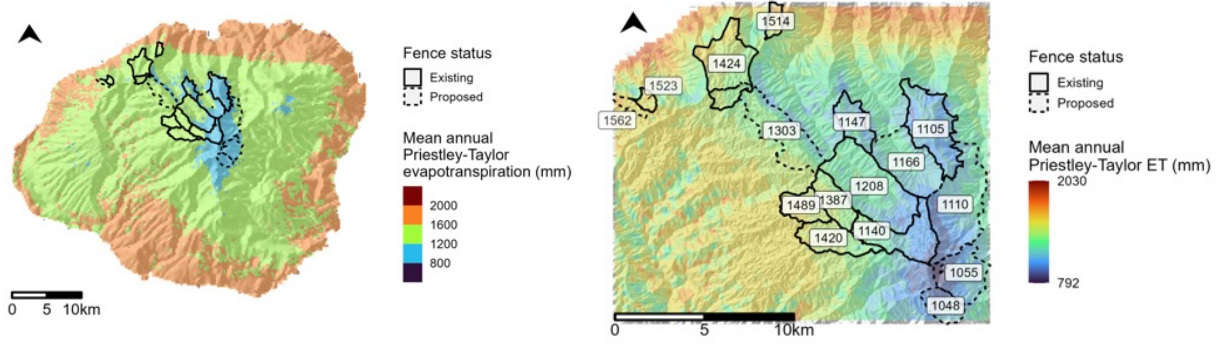 Fence status
Existing
Proposed
Mean annual
Priestley-Taylor
evapotranspiration (mm)
2000
1600
1200
800
0 5 10km
1514
1424
1523
1562
1303
1147
1105
1166
1208
1387
1489
1110
1140
1420
1055
1048
0 5 10km
Fence status
Existing
Proposed
Mean annual
Priestley-Taylor ET (mm)
2030
792